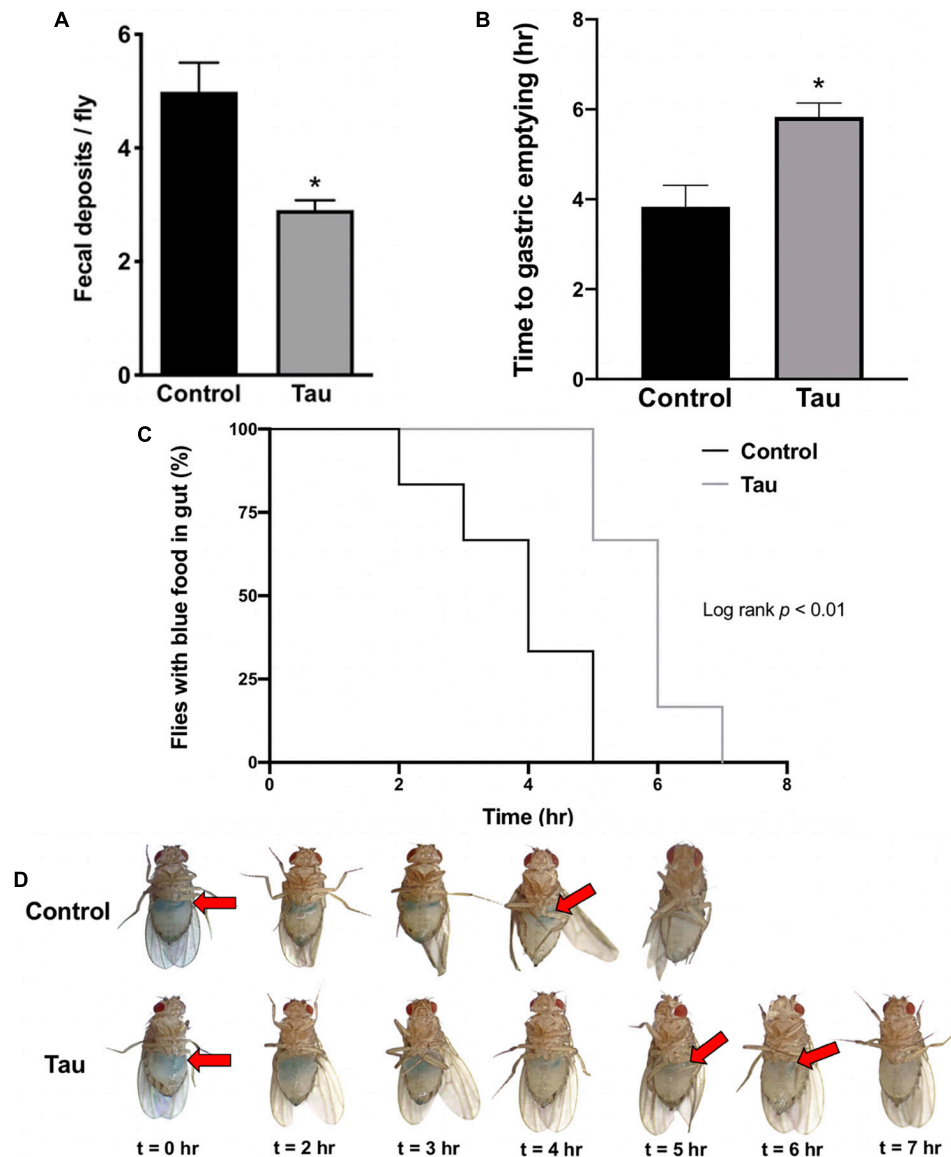 A
Fecal deposits / fly
6
4
2
0
*
Control
Tau
B
Time to gastric emptying (hr)
8
6
4
2
0
*
Control
Tau
C
Flies with blue food in gut (%)
100
75
50
25
0
0
2
4
6
8
Time (hr)
Control
Tau
Log rank p < 0.01
D
Control
Tau
t = 0 hr
t = 2 hr
t = 3 hr
t = 4 hr
t = 5 hr
t = 6 hr
t = 7 hr